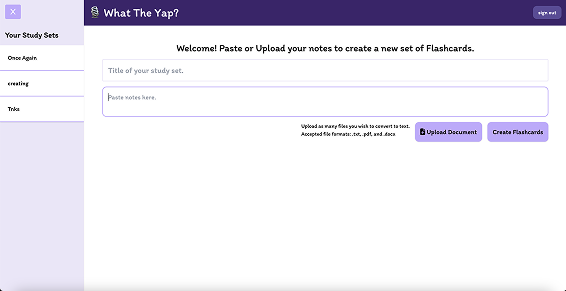 X
What The Yap?
sign out
Your Study Sets
Once Again
creating
Tnks
Welcome! Paste or Upload your notes to create a new set of Flashcards.
Title of your study set.
Paste notes here.
Upload as many files you wish to convert to text.
Accepted file formats: .txt, .pdf, and .docx
Upload Document
Create Flashcards